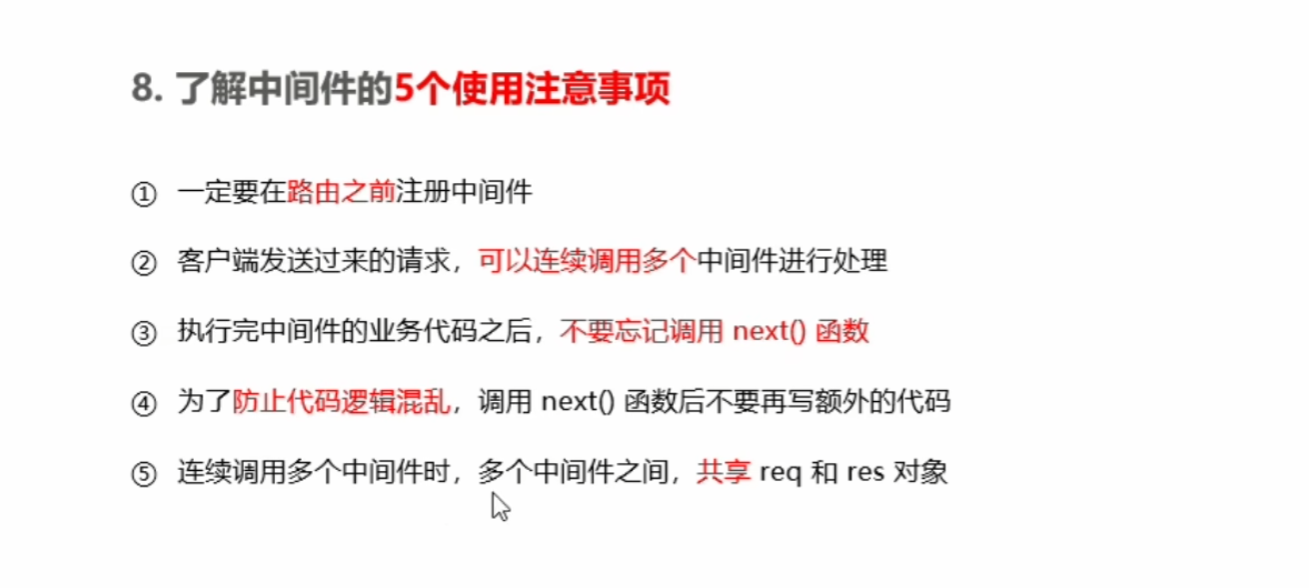 8. 了解中间件的5个使用注意事项
① 一定要在路由之前注册中间件
② 客户端发送过来的请求，可以连续调用多个中间件进行处理
③ 执行完中间件的业务代码之后，不要忘记调用 next() 函数
④ 为了防止代码逻辑混乱，调用 next() 函数后不要再写额外的代码
⑤ 连续调用多个中间件时，多个中间件之间，共享 req 和 res 对象